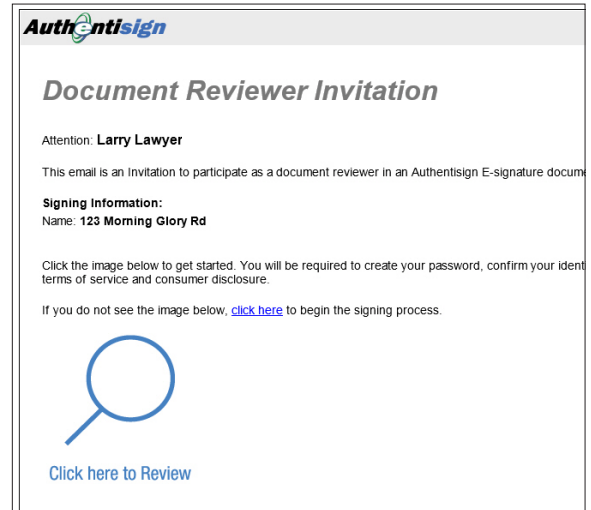 Authentisign
Document Reviewer Invitation
Attention: Larry Lawyer
This email is an Invitation to participate as a document reviewer in an Authentisign E-signature
Signing Information:
Name: 123 Morning Glory Rd
Click the image below to get started. You will be required to create your password, confirm your
terms of service and consumer disclosure.
If you do not see the image below, click here to begin the signing process.
Click here to Review